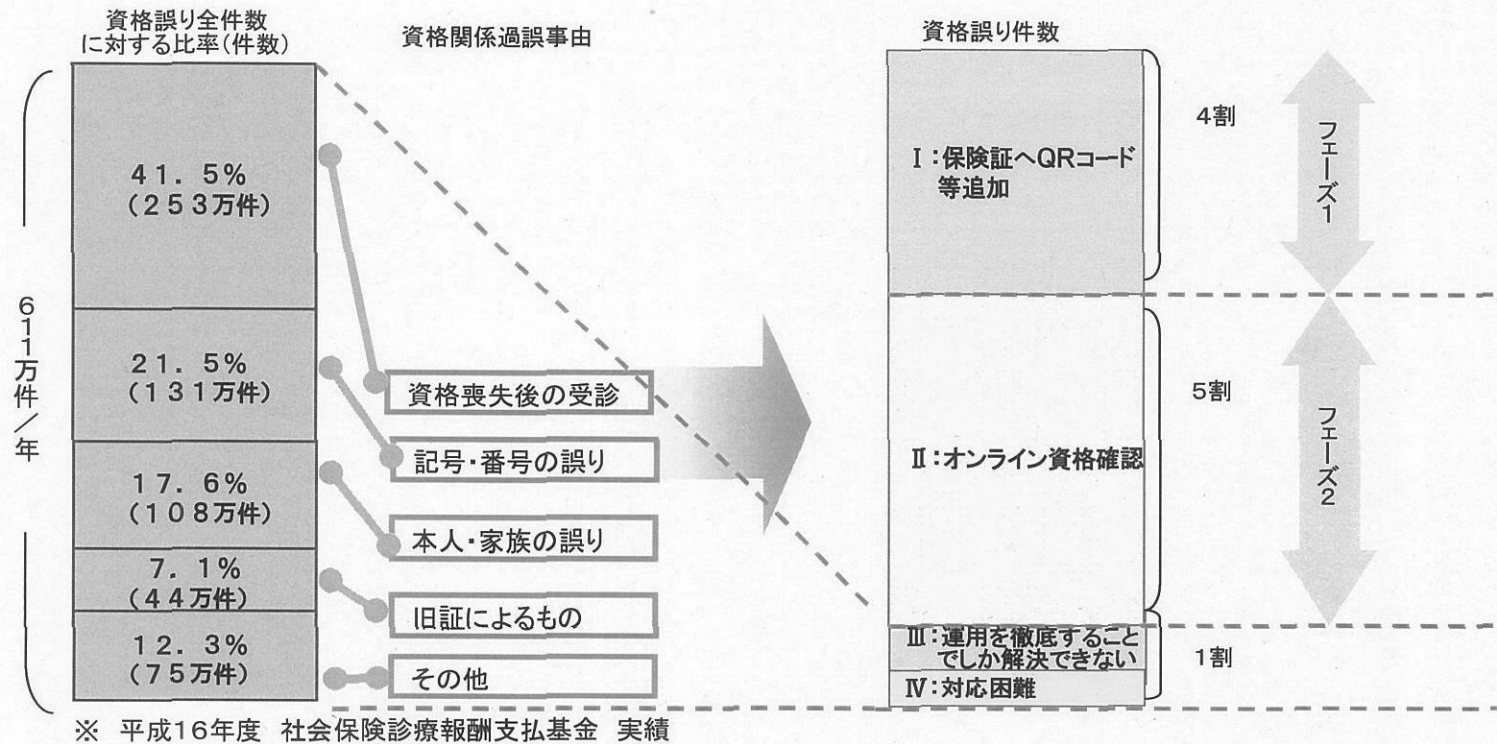 資格誤り全件数
に対する比率(件数)
資格関係過誤事由
資格誤り件数
611万件／年
41.5%
(253万件)
21.5%
(131万件)
17.6%
(108万件)
7.1%
(44万件)
12.3%
(75万件)
資格喪失後の受診
記号・番号の誤り
本人・家族の誤り
旧証によるもの
その他
Ⅰ:保険証へQRコード
等追加
Ⅱ:オンライン資格確認
Ⅲ:運用を徹底すること
でしか解決できない
Ⅳ:対応困難
4割
5割
1割
フェーズ1
フェーズ2
※ 平成16年度 社会保険診療報酬支払基金 実績